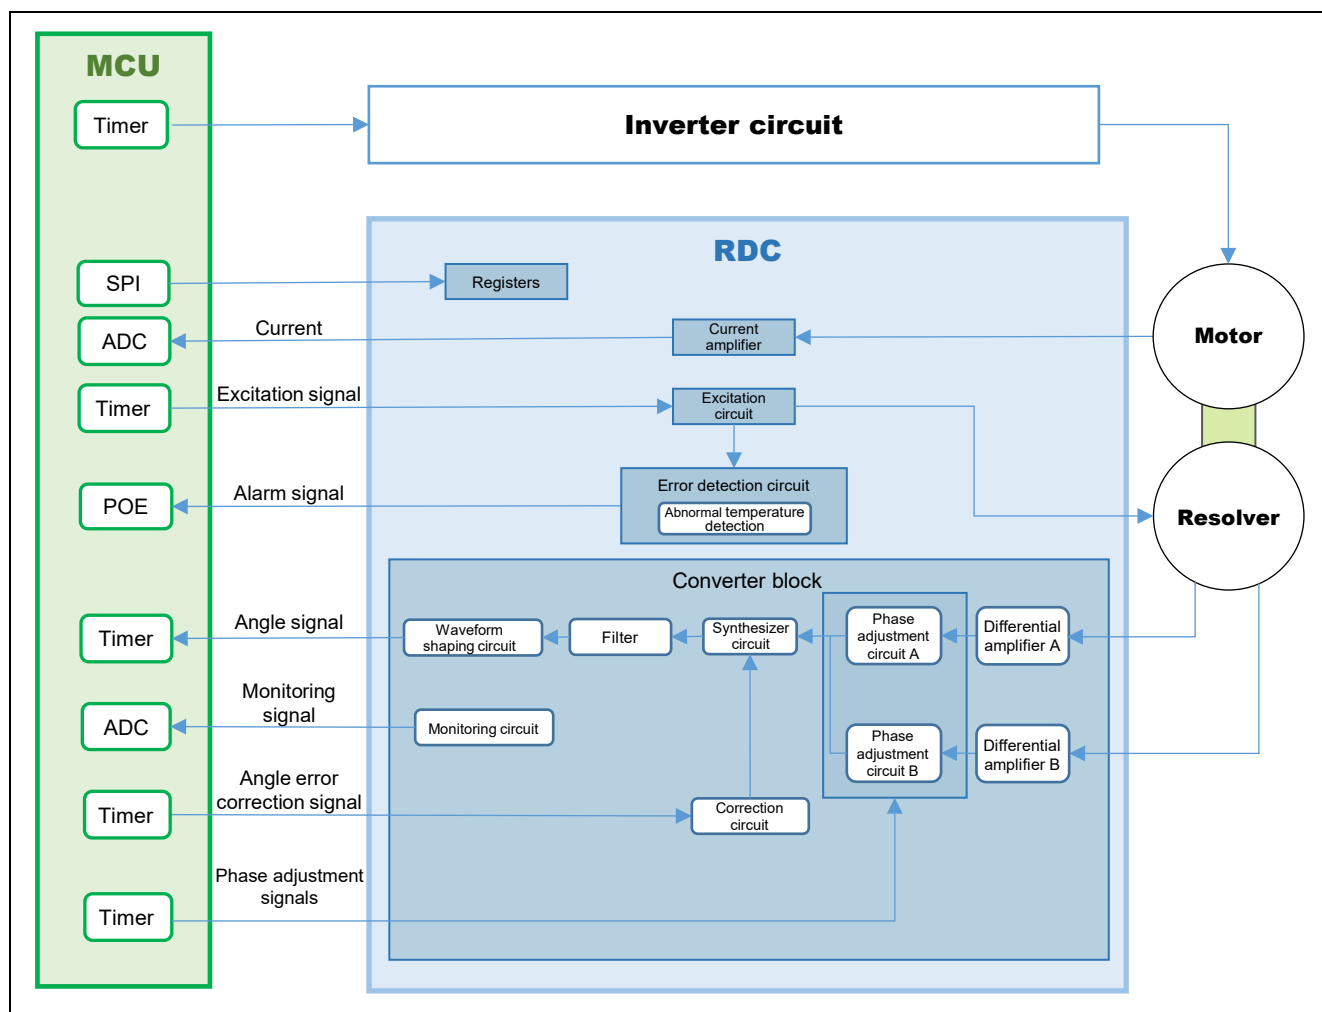 MCU
Timer
Inverter circuit
RDC
SPI
Registers
ADC
Current
Current
amplifier
Motor
Timer
Excitation signal
Excitation
circuit
POE
Alarm signal
Error detection circuit
Abnormal temperature
detection
Resolver
Converter block
Timer
Angle signal
Waveform
shaping circuit
Filter
Synthesizer
circuit
Phase
adjustment
circuit A
Differential
amplifier A
ADC
Monitoring
signal
Monitoring circuit
Phase
adjustment
circuit B
Differential
amplifier B
Timer
Angle error
correction signal
Correction
circuit
Timer
Phase adjustment
signals